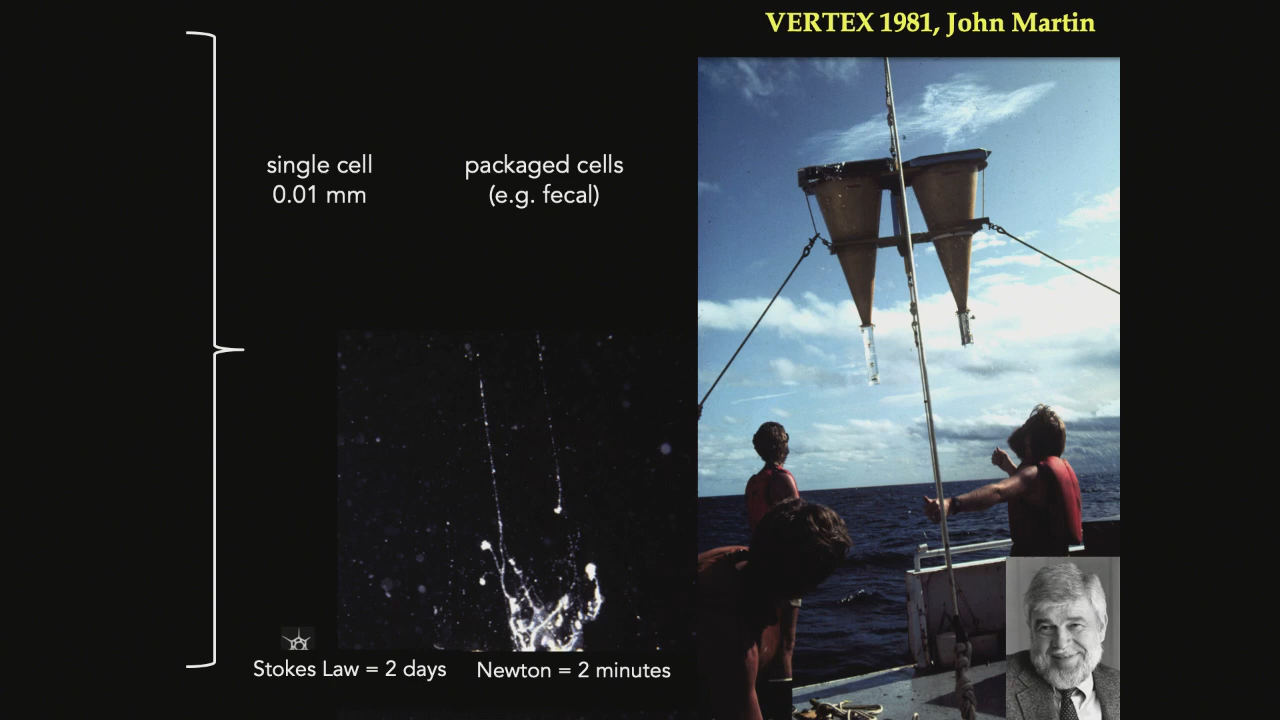 VERTEX 1981, John Martin
single cell
0.01 mm
packaged cells
(e.g. fecal)
Stokes Law = 2 days
Newton = 2 minutes